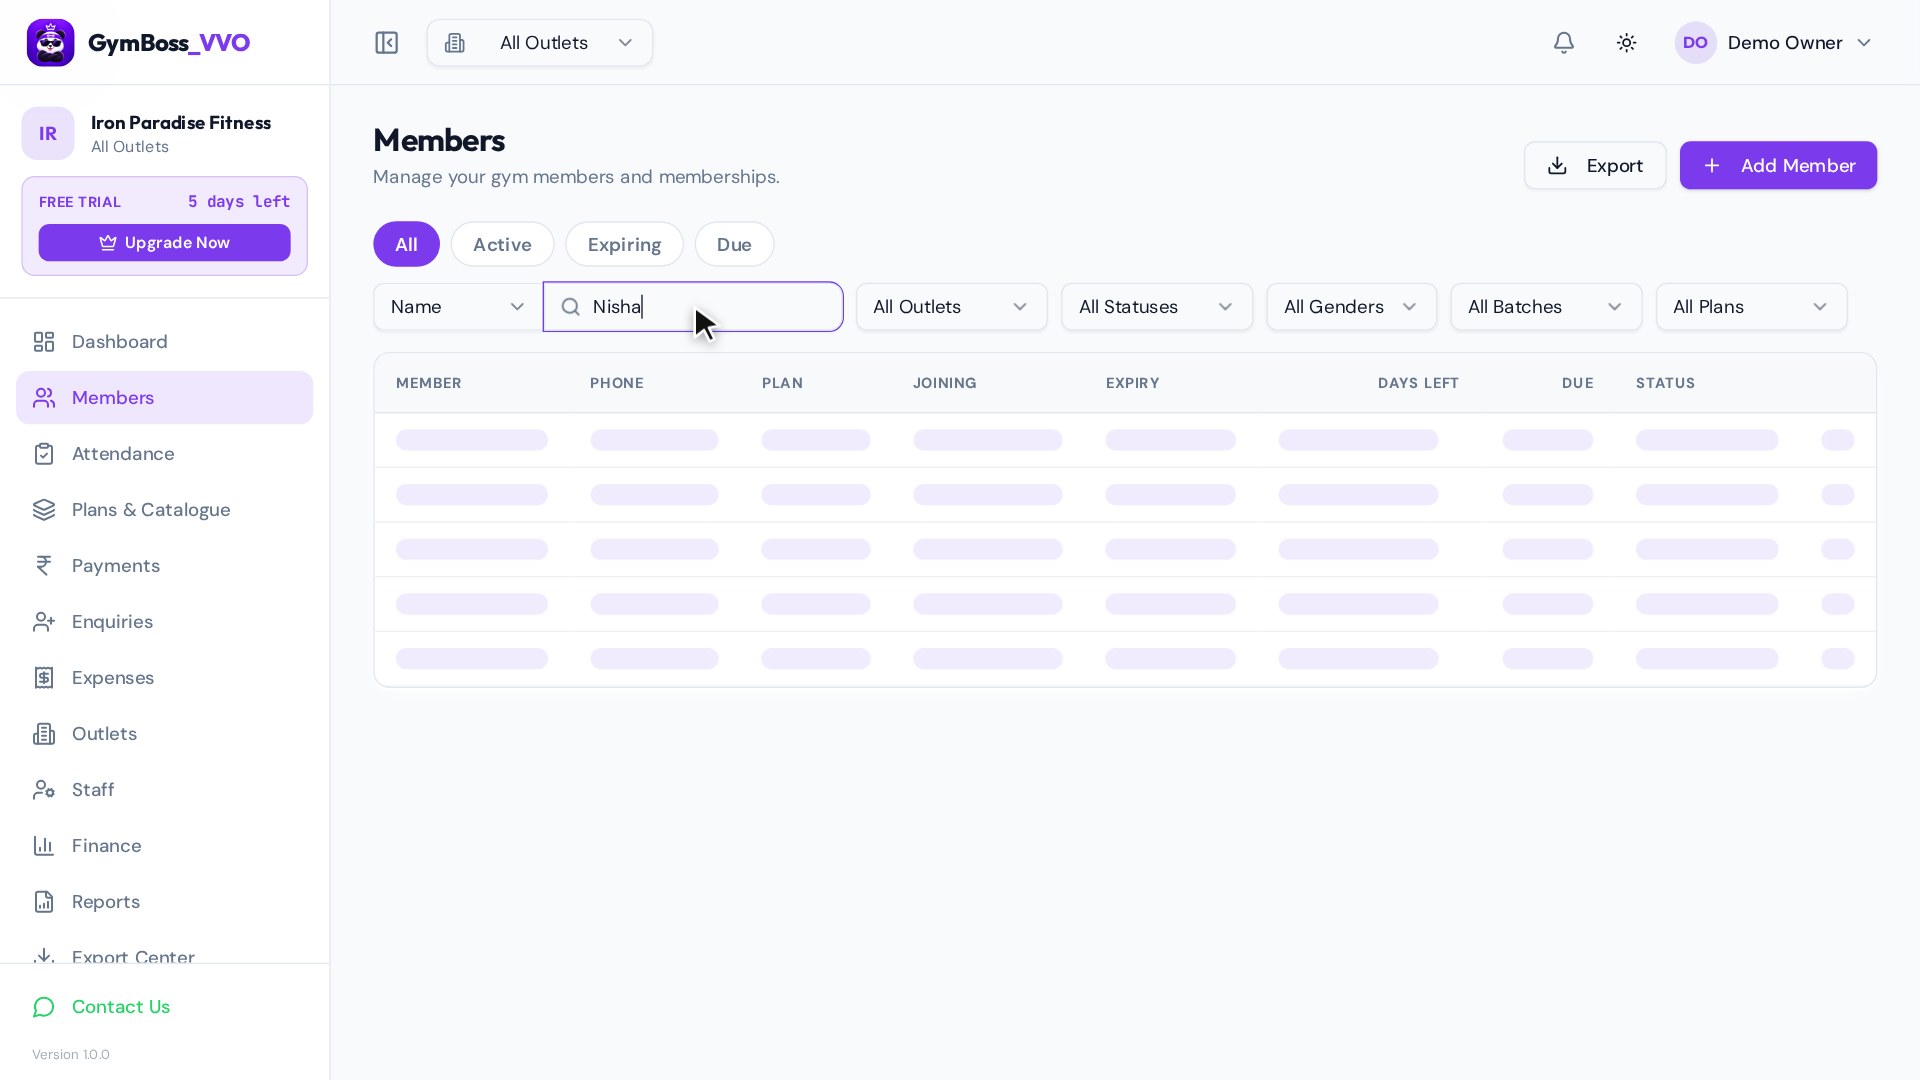 GymBoss_VVO
All Outlets
DO
Demo Owner
IR
Iron Paradise Fitness
All Outlets
FREE TRIAL
5 days left
Upgrade Now
Dashboard
Members
Attendance
Plans & Catalogue
Payments
Enquiries
Expenses
Outlets
Staff
Finance
Reports
Export Center
Contact Us
Version 1.0.0
Members
Manage your gym members and memberships.
Export
Add Member
All
Active
Expiring
Due
Name
Nisha
All Outlets
All Statuses
All Genders
All Batches
All Plans
MEMBER
PHONE
PLAN
JOINING
EXPIRY
DAYS LEFT
DUE
STATUS